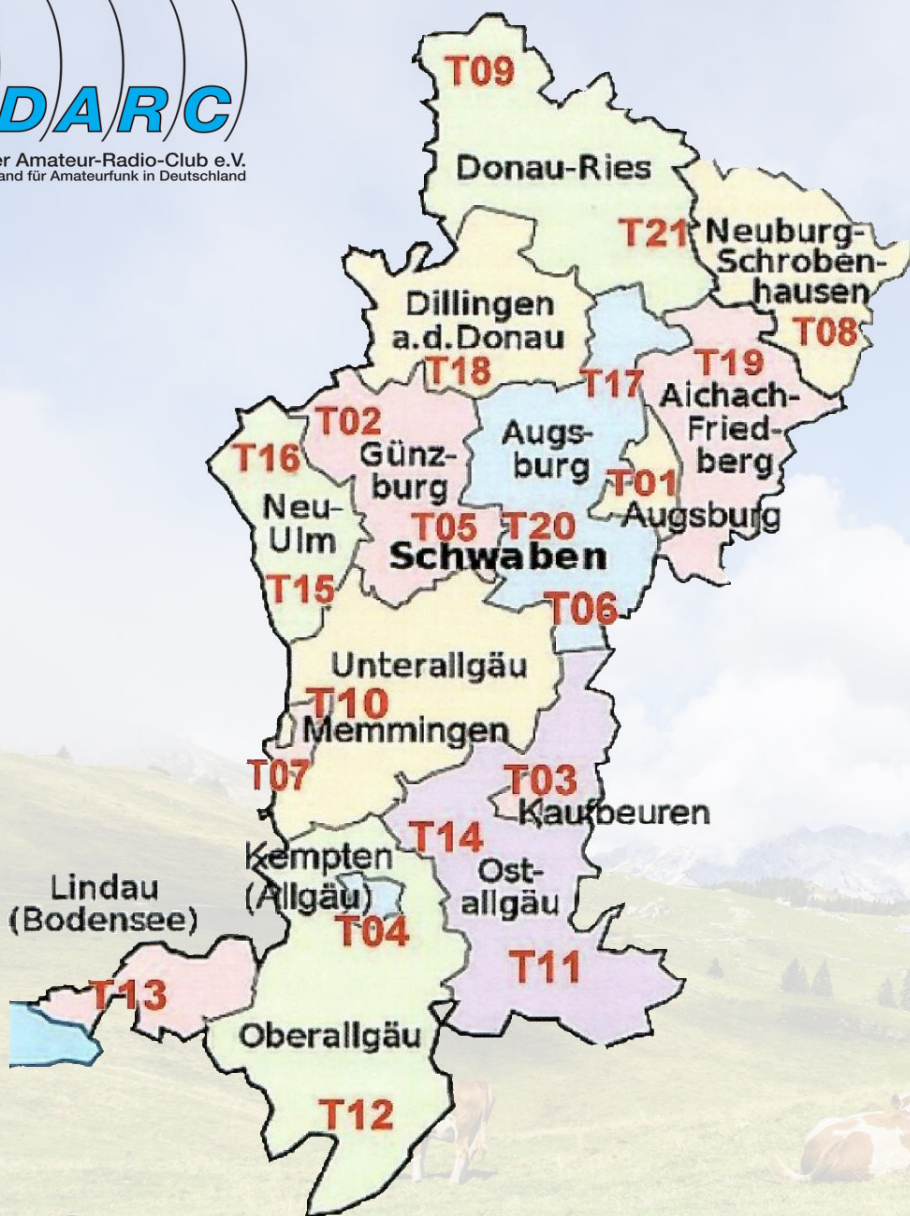 DARC
er Amateur-Radio-Club e.V.
and für Amateurfunk in Deutschland
T09
Donau-Ries
T21
Neuburg-
Schroben-
hausen
T08
Dillingen
a.d.Donau
T18
T17
T19
Aichach-
Fried-
berg
T02
Günz-
burg
T05
Augs-
burg
T20
T01
Augsburg
T16
Neu-
Ulm
T15
Schwaben
T06
Unterallgäu
T10
Memmingen
T07
T03
Kaufbeuren
T14
Ost-
allgäu
T11
Kempten
(Allgäu)
T04
Lindau
(Bodensee)
T13
Oberallgäu
T12